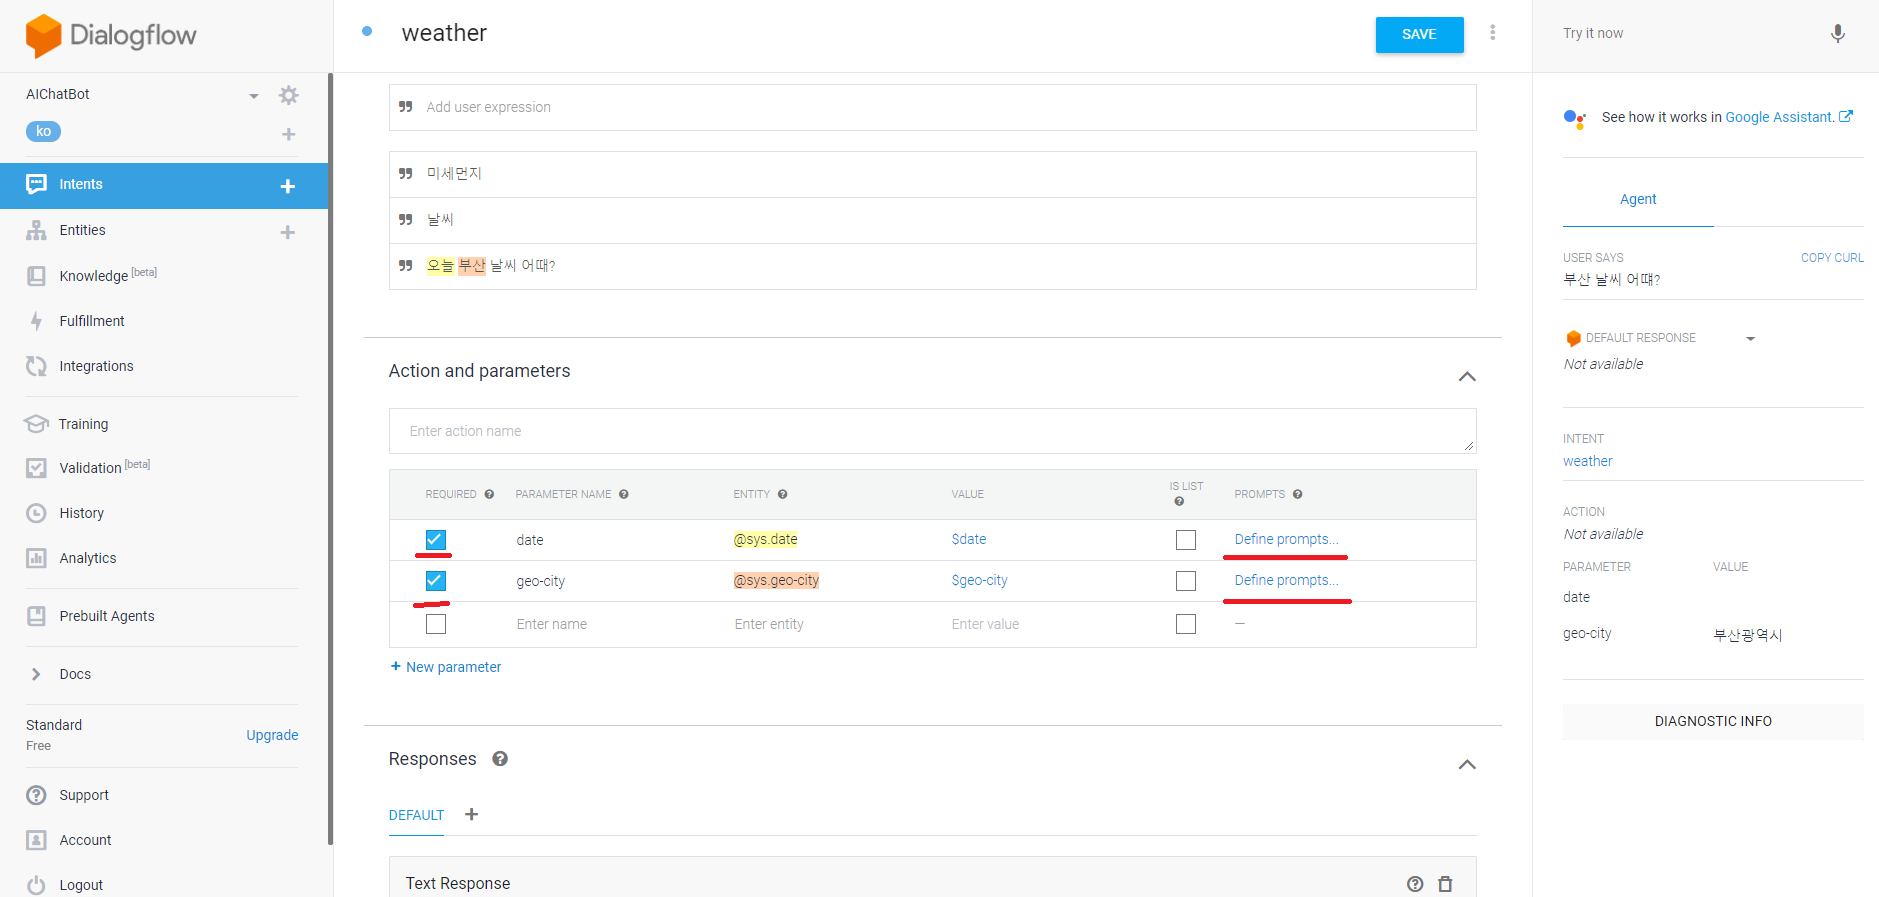 Dialogflow
AIChatBot
ko
Intents
Entities
Knowledge [beta]
Fulfillment
Integrations
Training
Validation [beta]
History
Analytics
Prebuilt Agents
Docs
Standard
Free
Upgrade
Support
Account
Logout
weather
SAVE
Add user expression
미세먼지
날씨
오늘 부산 날씨 어때?
Action and parameters
Enter action name
REQUIRED PARAMETER NAME ENTITY VALUE IS LIST PROMPTS
date @sys.date $date Define prompts...
geo-city @sys.geo-city $geo-city Define prompts...
Enter name Enter entity Enter value —
+ New parameter
Responses
DEFAULT
Text Response
Try it now
See how it works in Google Assistant.
Agent
USER SAYS COPY CURL
부산 날씨 어떄?
DEFAULT RESPONSE
Not available
INTENT
weather
ACTION
Not available
PARAMETER VALUE
date
geo-city 부산광역시
DIAGNOSTIC INFO